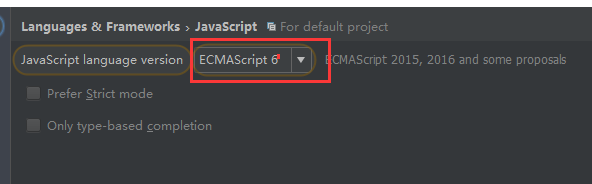 Languages & Frameworks › JavaScript For default project
JavaScript language version ECMAScript 6 ECMAScript 2015, 2016 and some proposals
Prefer Strict mode
Only type-based completion